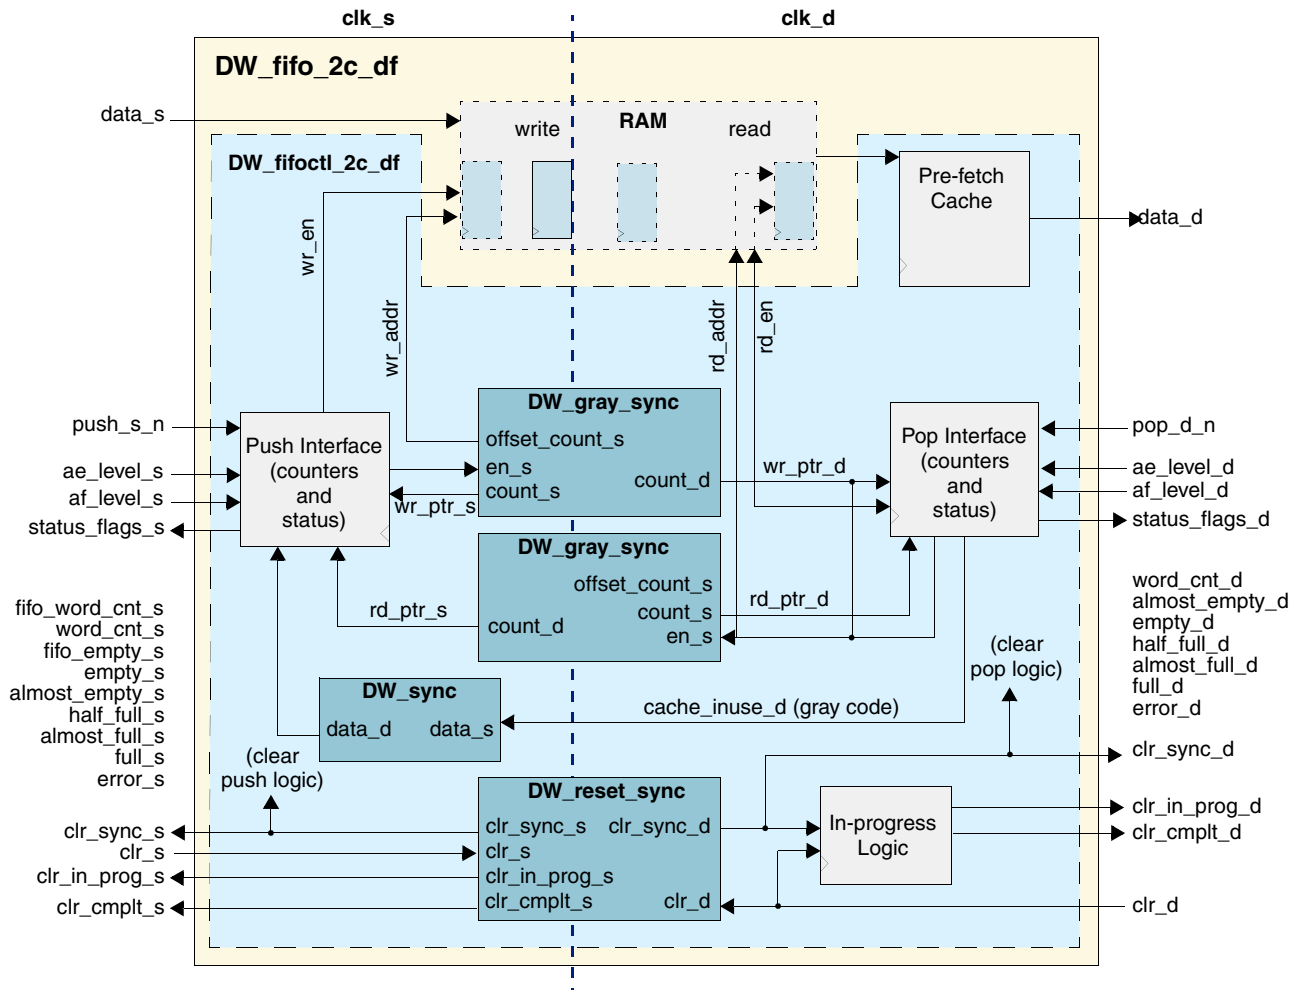 clk_s
clk_d
DW_fifo_2c_df
data_s
write
RAM
read
DW_fifoctl_2c_df
Pre-fetch
Cache
data_d
wr_en
wr_addr
rd_addr
rd_en
DW_gray_sync
offset_count_s
en_s
count_s
count_d
push_s_n
ae_level_s
af_level_s
status_flags_s
Push Interface
(counters
and
status)
wr_ptr_s
wr_ptr_d
Pop Interface
(counters
and
status)
pop_d_n
ae_level_d
af_level_d
status_flags_d
DW_gray_sync
offset_count_s
count_s
en_s
count_d
rd_ptr_s
rd_ptr_d
fifo_word_cnt_s
word_cnt_s
fifo_empty_s
empty_s
almost_empty_s
half_full_s
almost_full_s
full_s
error_s
word_cnt_d
almost_empty_d
empty_d
half_full_d
almost_full_d
full_d
error_d
(clear
pop logic)
DW_sync
data_d
data_s
cache_inuse_d (gray code)
(clear
push logic)
clr_sync_d
DW_reset_sync
clr_sync_s
clr_sync_d
clr_s
clr_in_prog_s
clr_cmplt_s
clr_d
In-progress
Logic
clr_in_prog_d
clr_cmplt_d
clr_sync_s
clr_s
clr_in_prog_s
clr_cmplt_s
clr_d